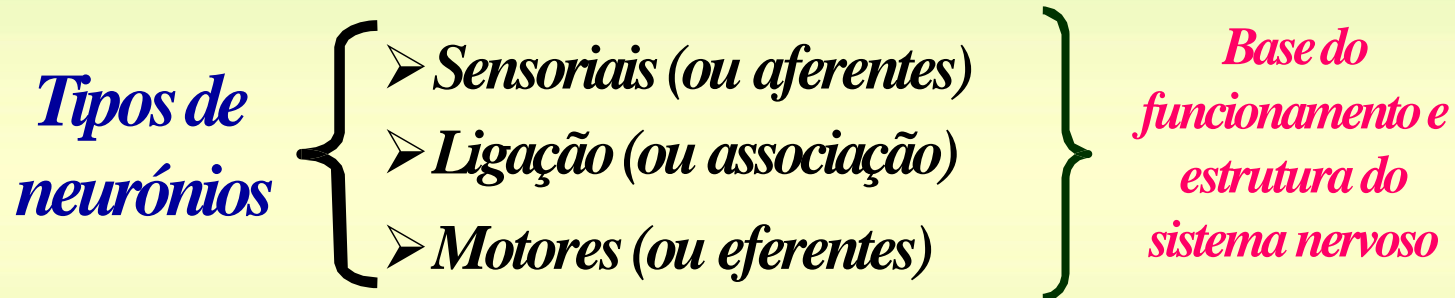 Tipos de
neurónios
➢Sensoriais (ou aferentes)
➢Ligação (ou associação)
➢Motores (ou eferentes)
Base do
funcionamento e
estrutura do
sistema nervoso